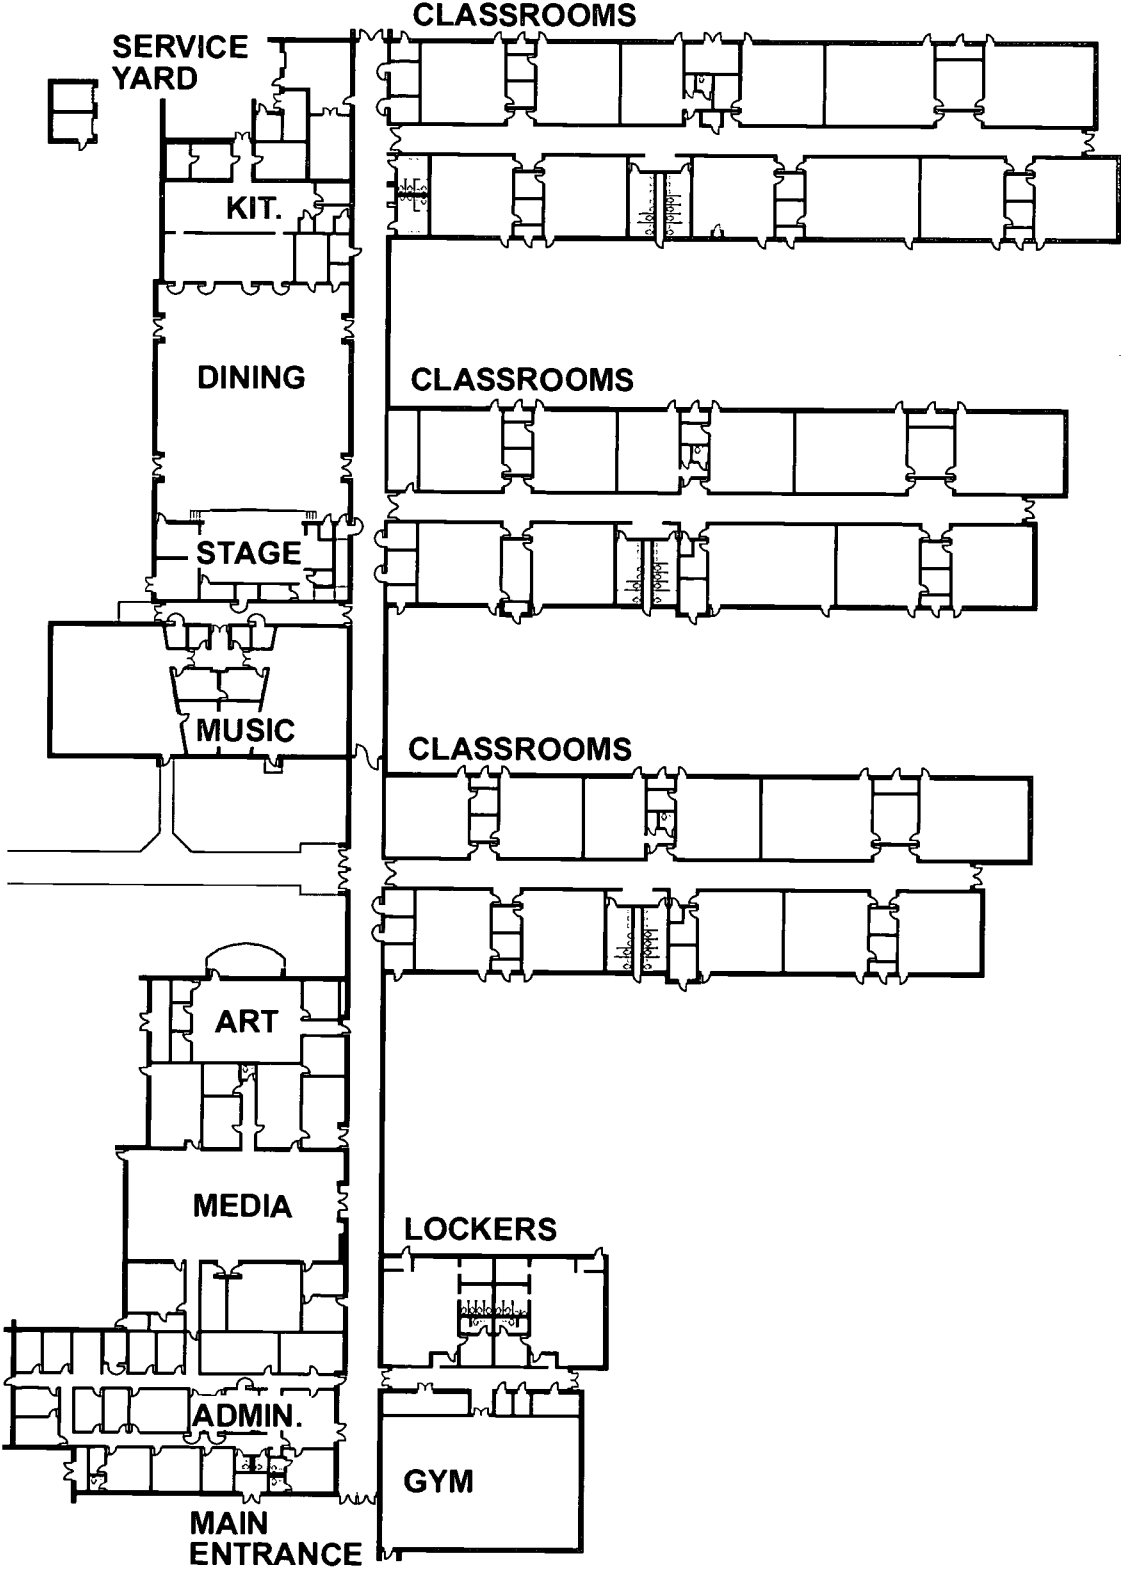 CLASSROOMS
SERVICE
YARD
KIT.
DINING
CLASSROOMS
STAGE
MUSIC
CLASSROOMS
ART
MEDIA
LOCKERS
ADMIN.
GYM
MAIN
ENTRANCE